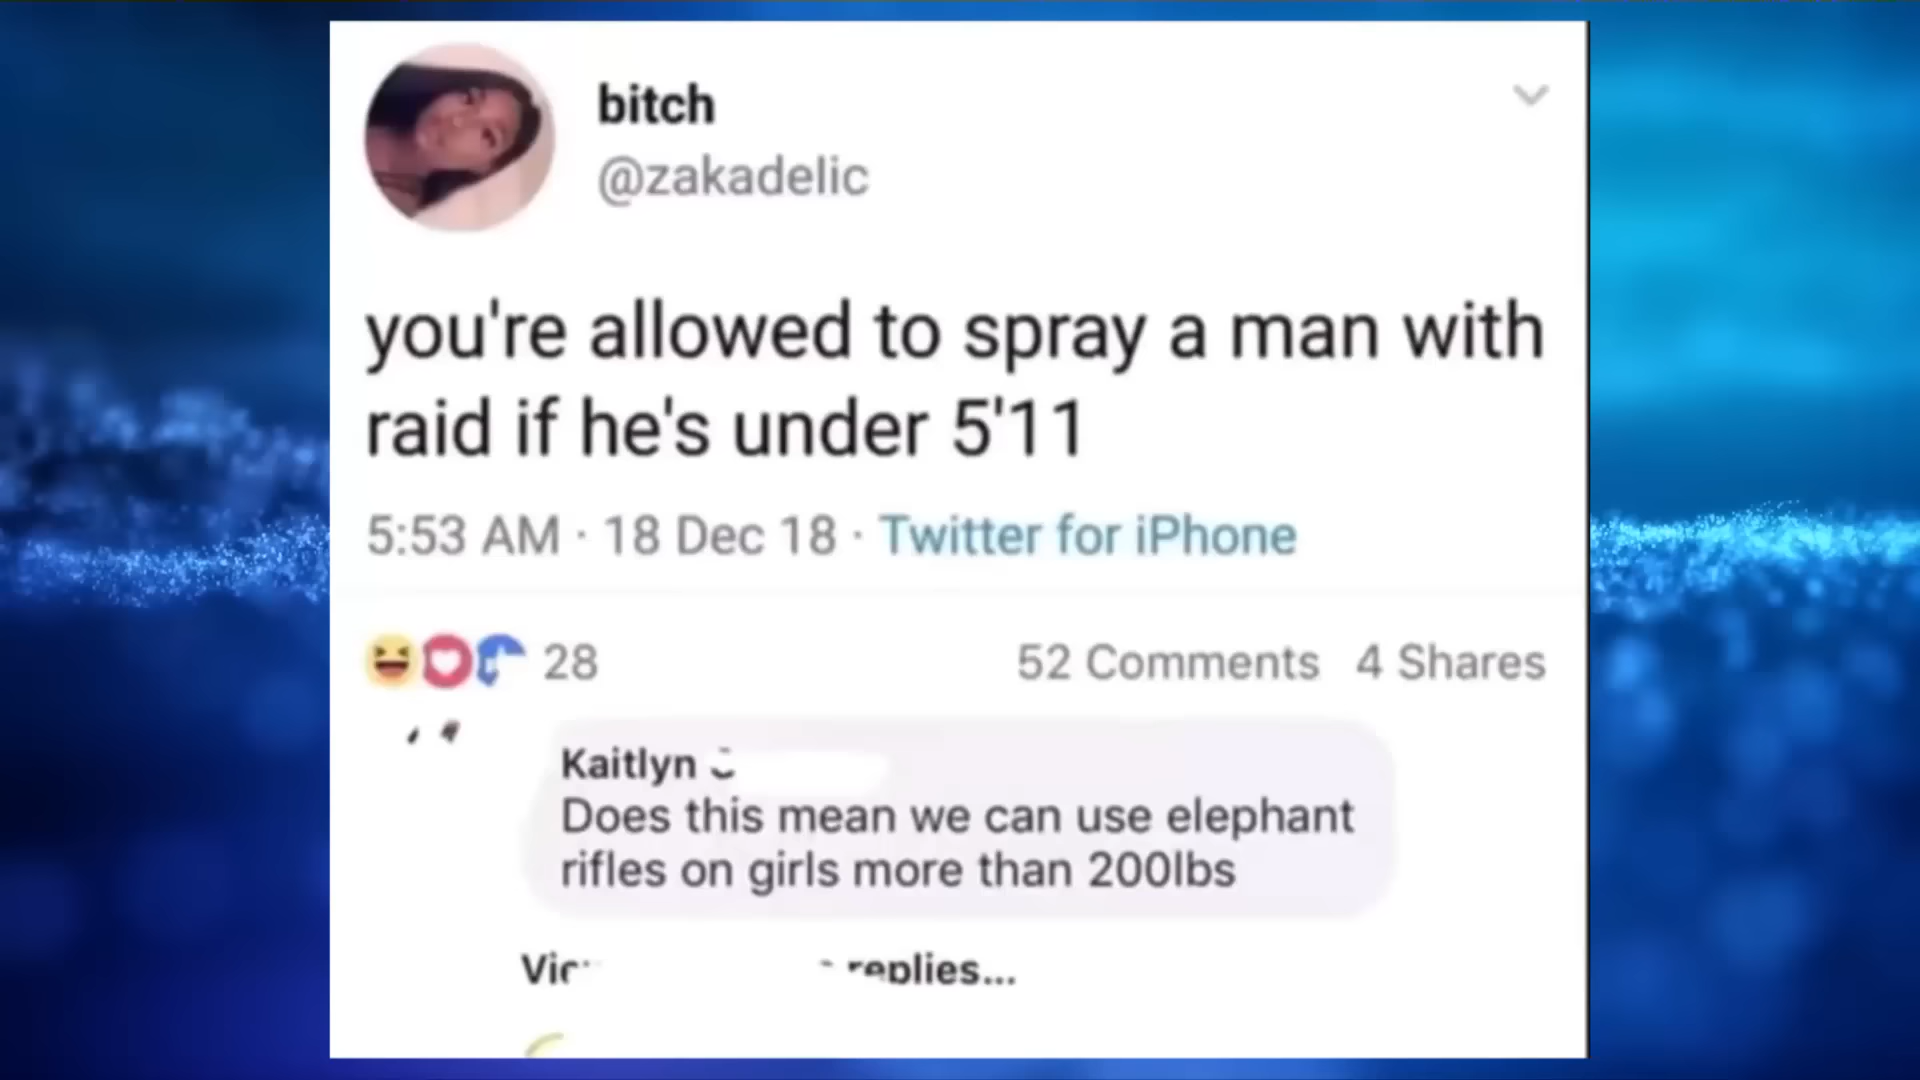 bitch
@zakadelic
you're allowed to spray a man with
raid if he's under 5'11
5:53 AM · 18 Dec 18 · Twitter for iPhone
28 52 Comments 4 Shares
Kaitlyn
Does this mean we can use elephant
rifles on girls more than 200lbs
replies...